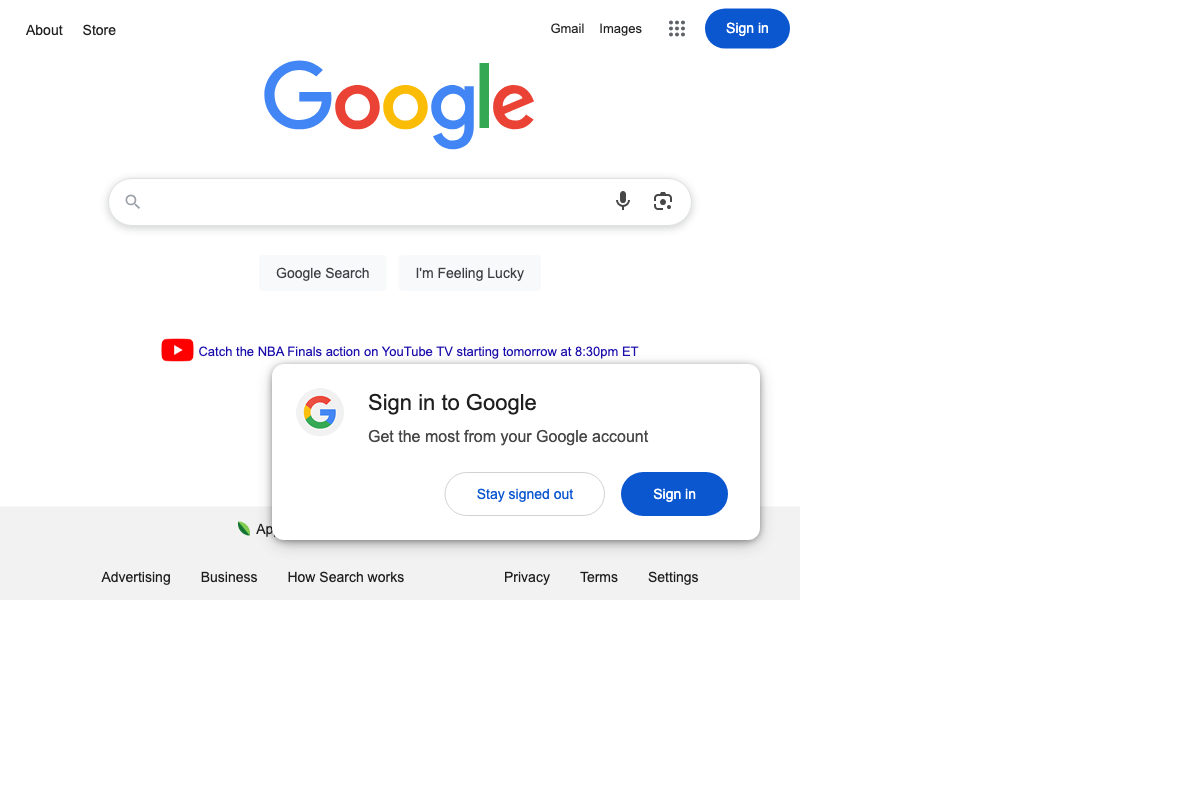 About Store
Gmail Images Sign in
Google
Google Search I'm Feeling Lucky
Catch the NBA Finals action on YouTube TV starting tomorrow at 8:30pm ET
Sign in to Google
Get the most from your Google account
Stay signed out Sign in
Advertising Business How Search works Privacy Terms Settings